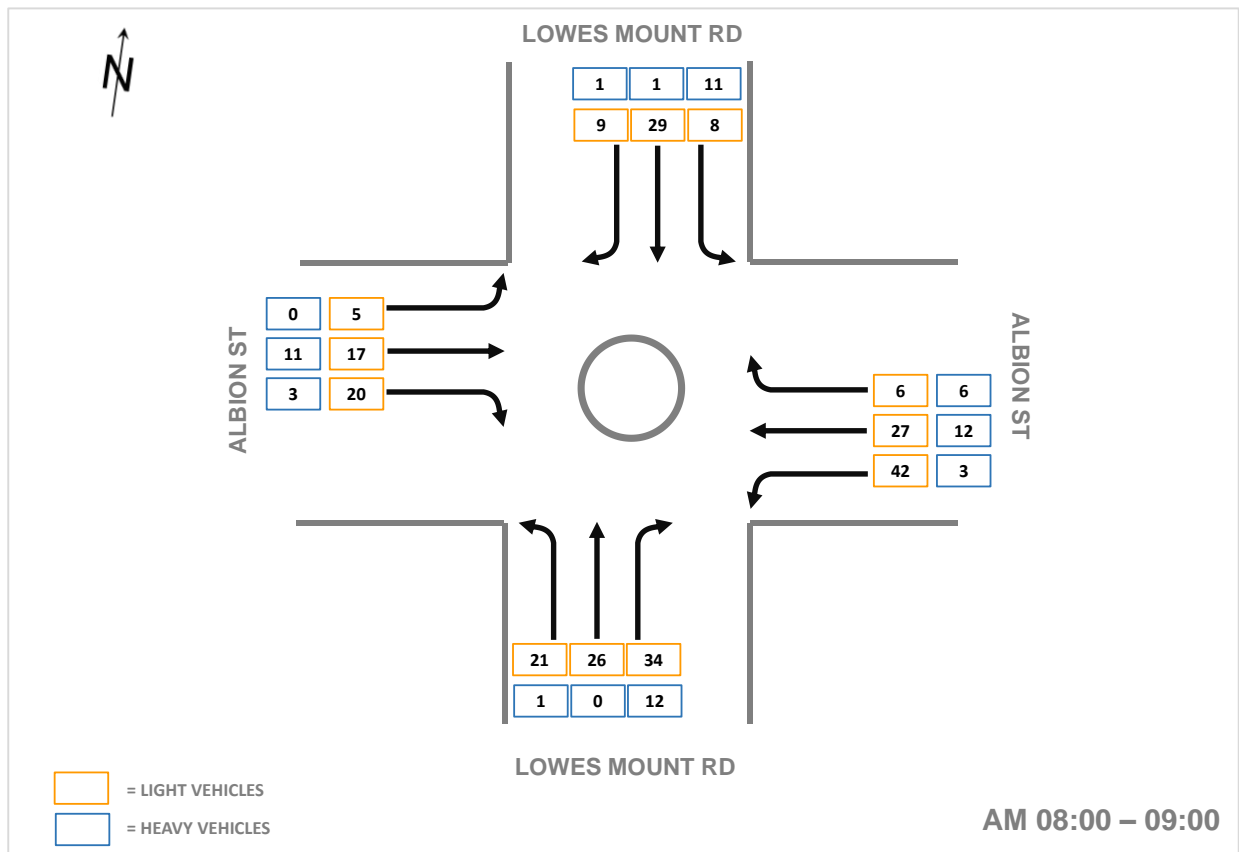 LOWES MOUNT RD
N
1 1 11
9 29 8
ALBION ST
0 5
11 17
3 20
ALBION ST
6 6
27 12
42 3
21 26 34
1 0 12
LOWES MOUNT RD
= LIGHT VEHICLES
= HEAVY VEHICLES
AM 08:00 – 09:00